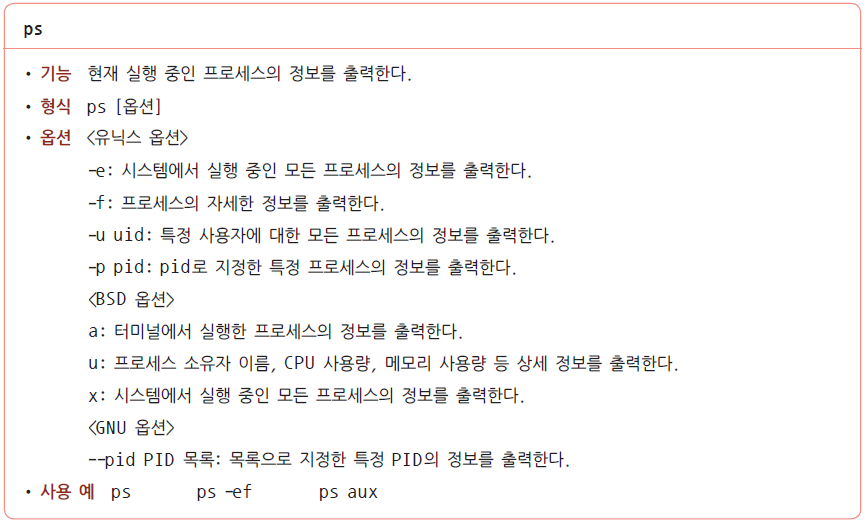 ps
• 기능 현재 실행 중인 프로세스의 정보를 출력한다.
• 형식 ps [옵션]
• 옵션 <유닉스 옵션>
-e: 시스템에서 실행 중인 모든 프로세스의 정보를 출력한다.
-f: 프로세스의 자세한 정보를 출력한다.
-u uid: 특정 사용자에 대한 모든 프로세스의 정보를 출력한다.
-p pid: pid로 지정한 특정 프로세스의 정보를 출력한다.
<BSD 옵션>
a: 터미널에서 실행한 프로세스의 정보를 출력한다.
u: 프로세스 소유자 이름, CPU 사용량, 메모리 사용량 등 상세 정보를 출력한다.
x: 시스템에서 실행 중인 모든 프로세스의 정보를 출력한다.
<GNU 옵션>
--pid PID 목록: 목록으로 지정한 특정 PID의 정보를 출력한다.
• 사용 예 ps ps -ef ps aux